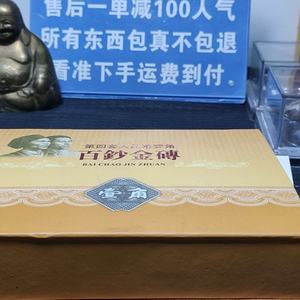 售后一单减100人气
所有东西包真不包退
看准下手运费到付.
第四套人民币壹角
百鈔金磚
BAI CHAO JIN ZHUAN
壹角